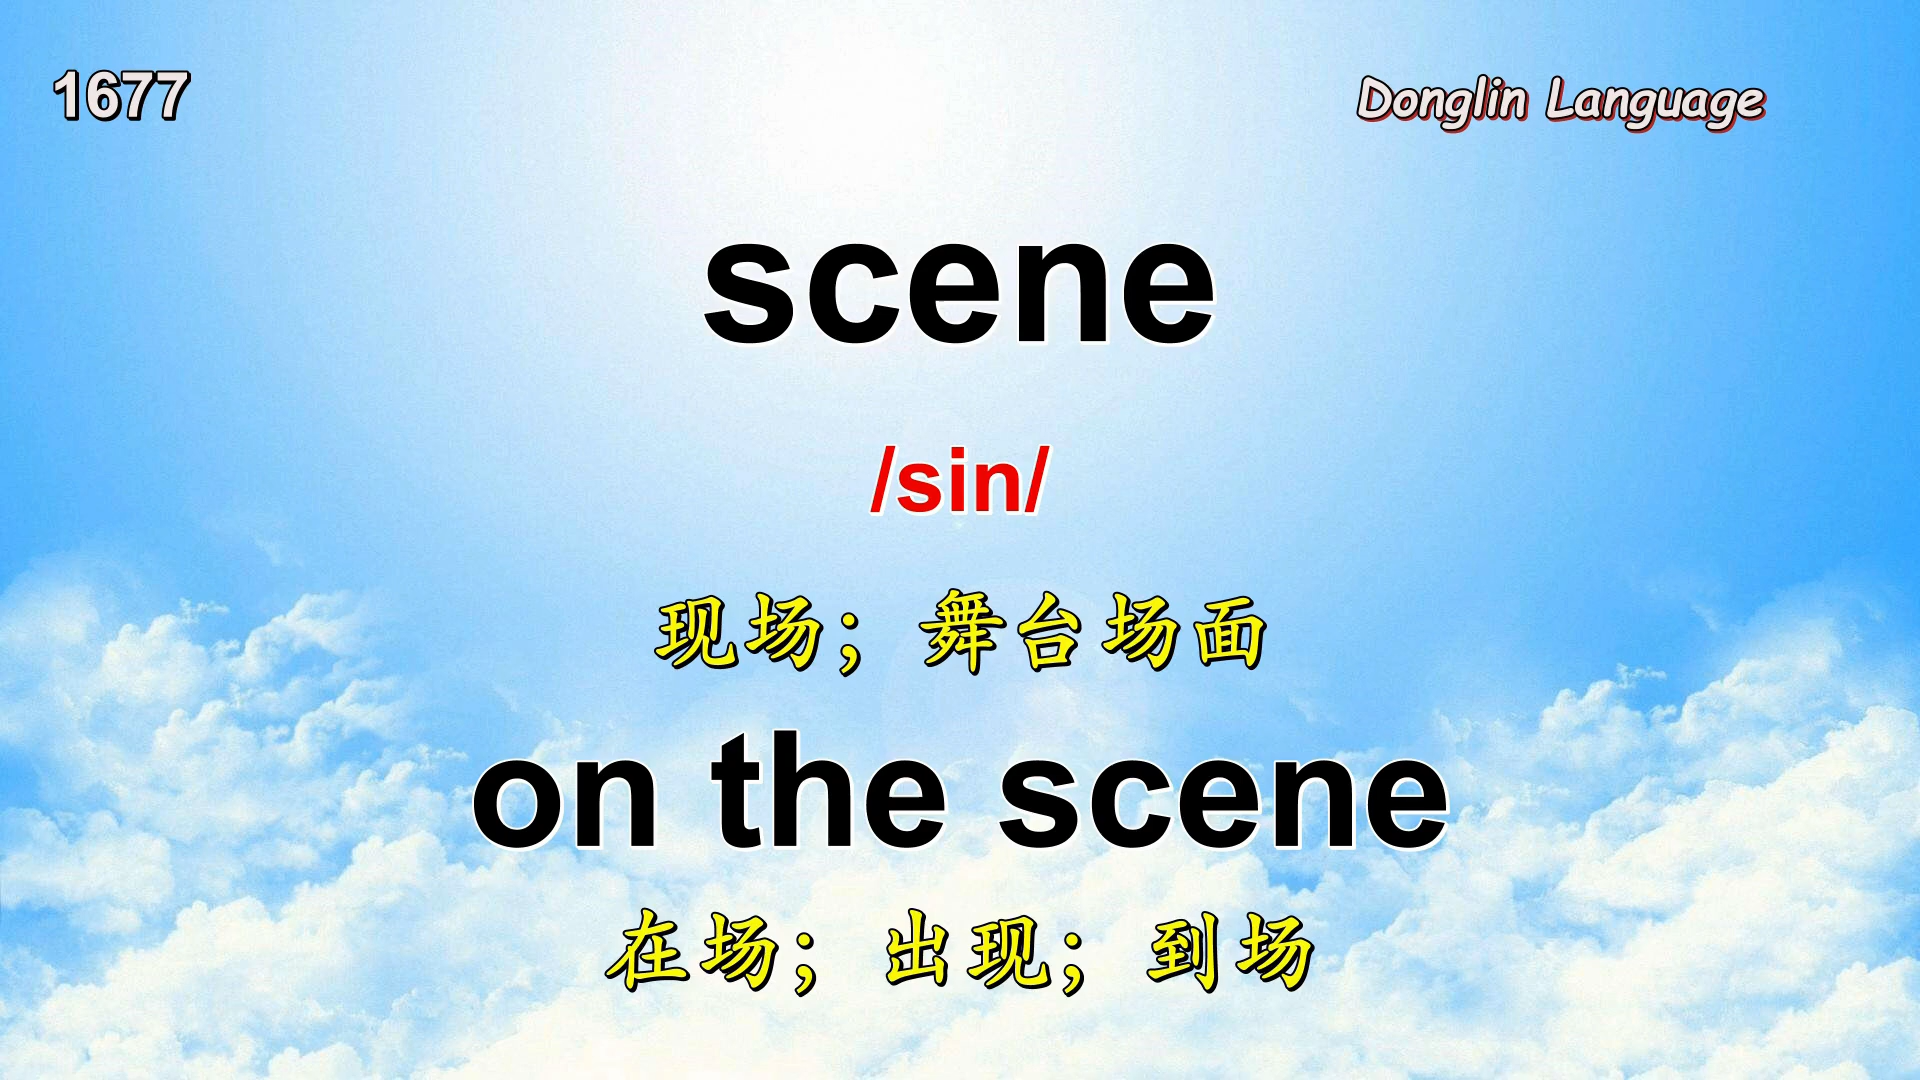 1677
Donglin Language
scene
/sin/
现场；舞台场面
on the scene
在场；出现；到场